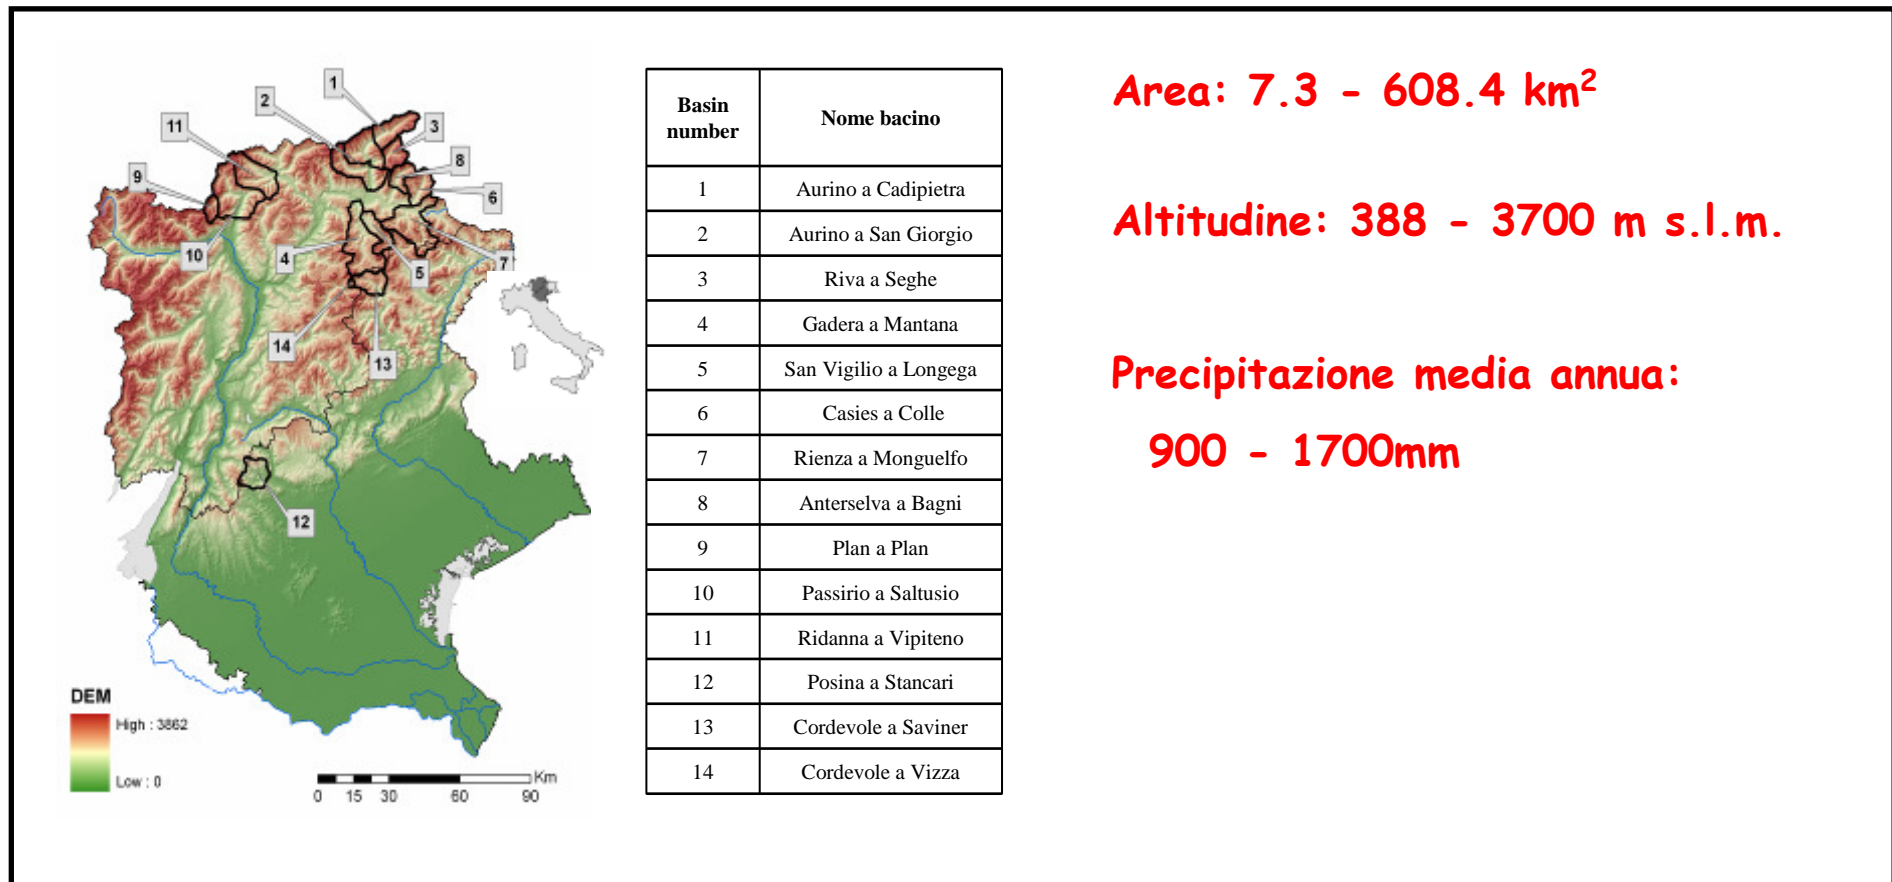 1
2
11
3
8
9
6
10
4
5
7
14
13
12
DEM
High : 3862
Low : 0
Km
0 15 30 60 90
Basin number Nome bacino
1 Aurino a Cadipietra
2 Aurino a San Giorgio
3 Riva a Seghe
4 Gadera a Mantana
5 San Vigilio a Longega
6 Casies a Colle
7 Rienza a Monguelfo
8 Anterselva a Bagni
9 Plan a Plan
10 Passirio a Saltusio
11 Ridanna a Vipiteno
12 Posina a Stancari
13 Cordevole a Saviner
14 Cordevole a Vizza
Area: 7.3 - 608.4 km²
Altitudine: 388 - 3700 m s.l.m.
Precipitazione media annua:
900 - 1700mm